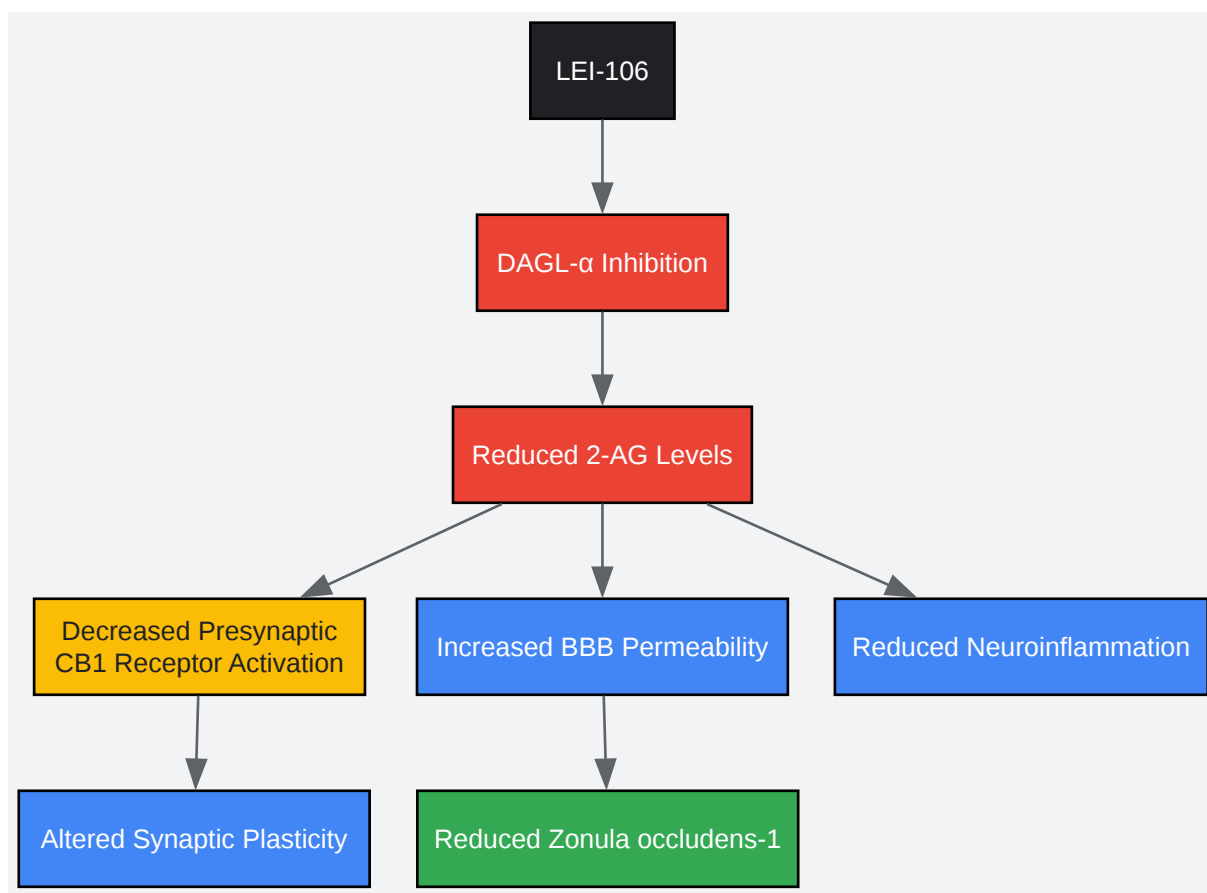 LEI-106
DAGL-α Inhibition
Reduced 2-AG Levels
Decreased Presynaptic
CB1 Receptor Activation
Increased BBB Permeability
Reduced Neuroinflammation
Altered Synaptic Plasticity
Reduced Zonula occludens-1